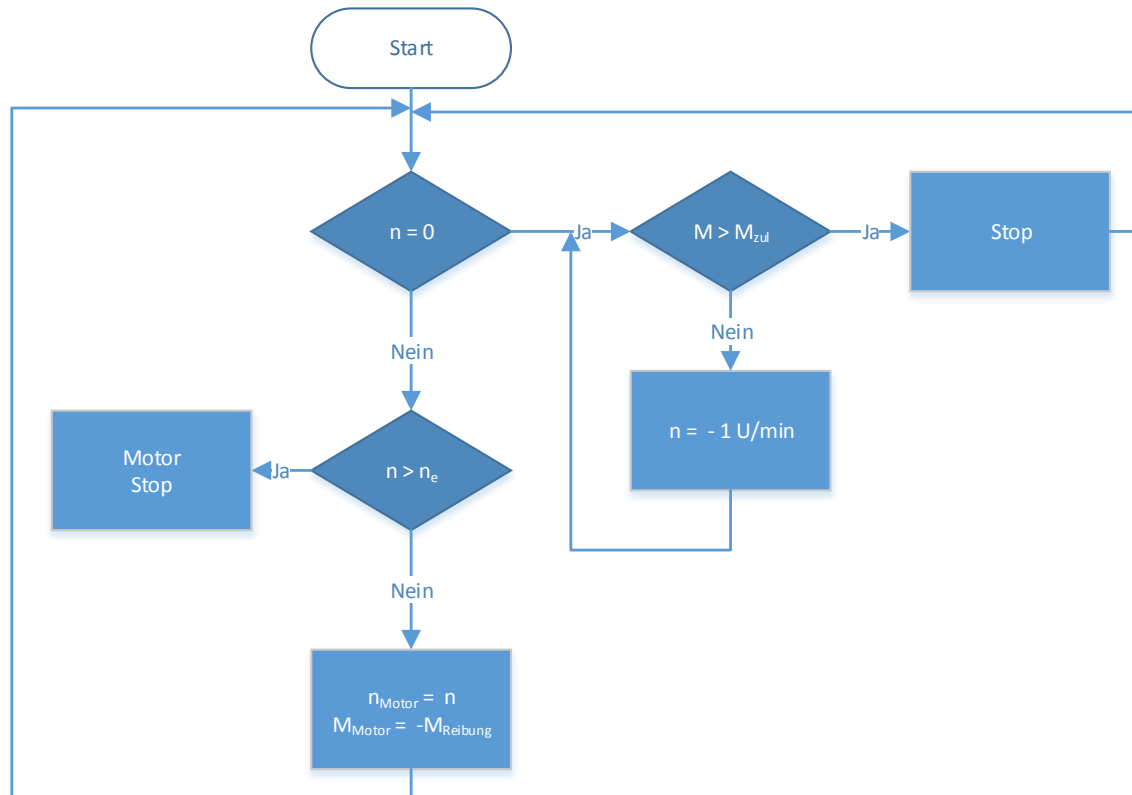 Start
n = 0
Ja
M > Mzul
Ja
Stop
Nein
Nein
n = - 1 U/min
Motor
Stop
Ja
n > ne
Nein
nMotor = n
MMotor = -MReibung